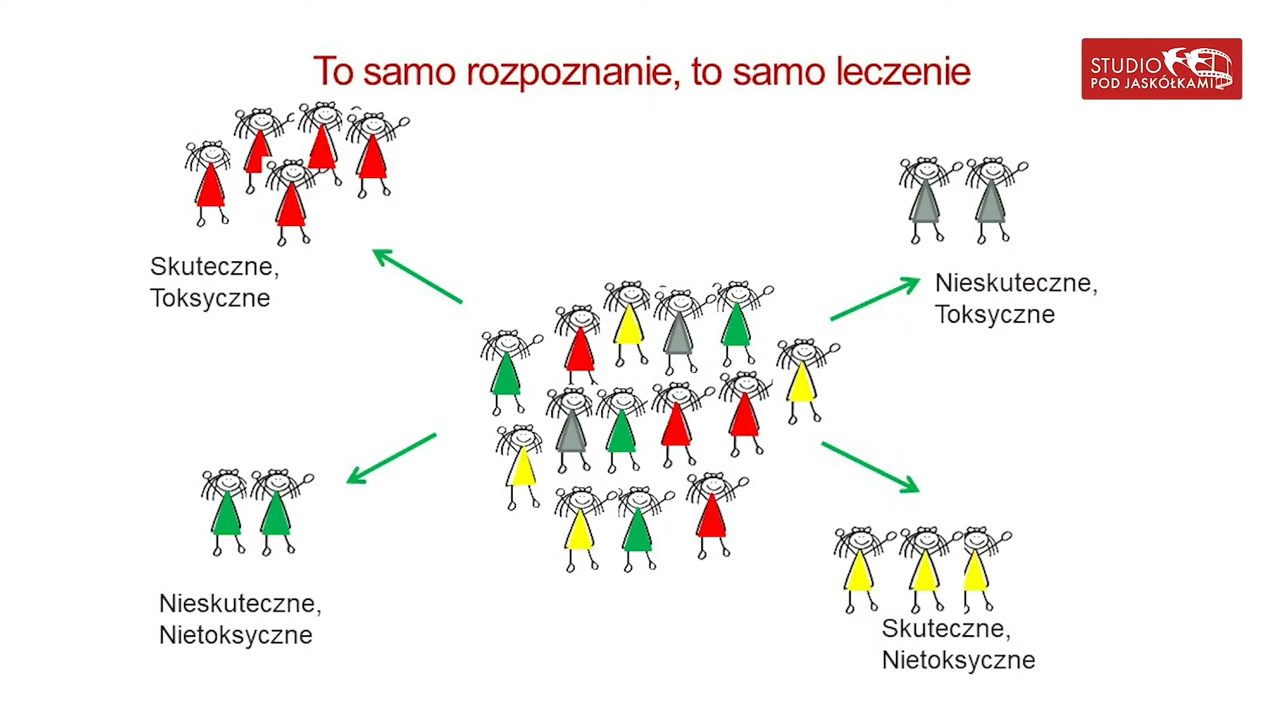 To samo rozpoznanie, to samo leczenie
STUDIO
POD JASKÓŁKAMI
Skuteczne,
Toksyczne
Nieskuteczne,
Toksyczne
Nieskuteczne,
Nietoksyczne
Skuteczne,
Nietoksyczne